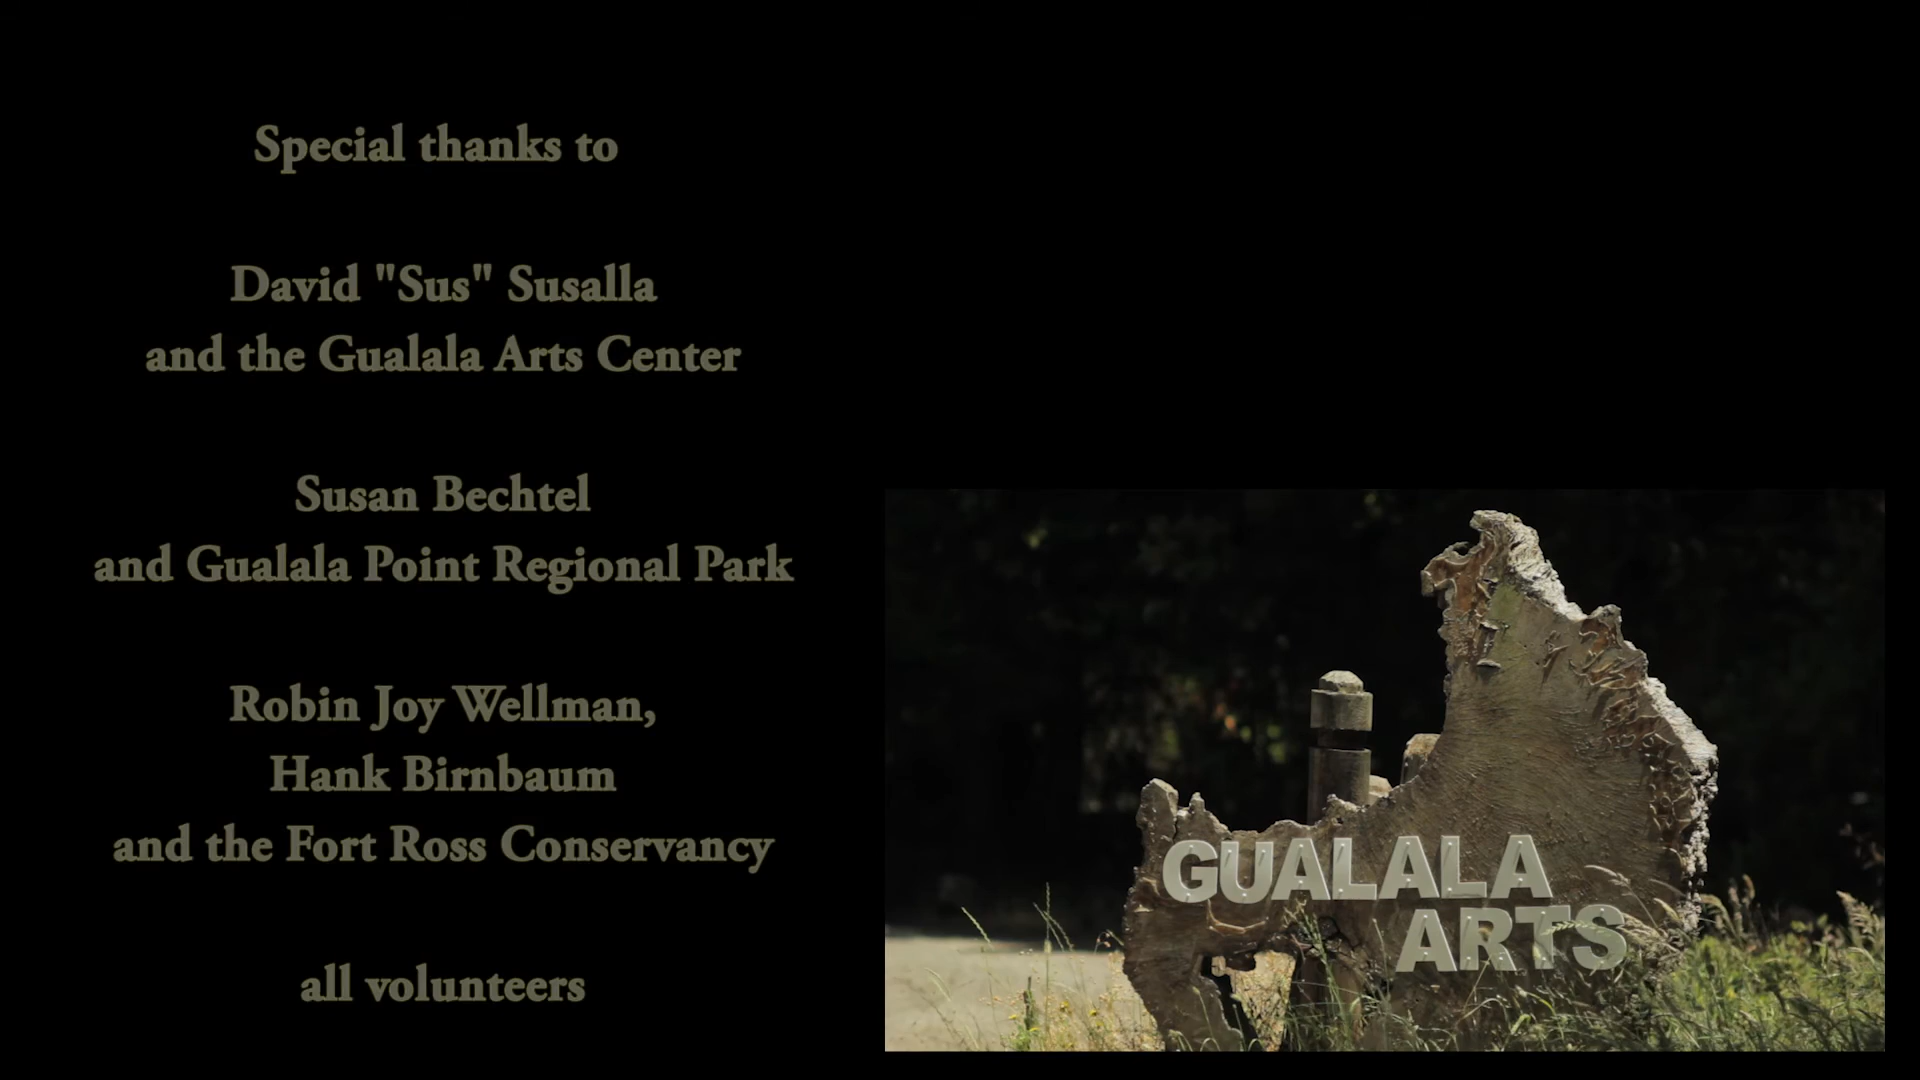 Special thanks to
David "Sus" Susalla
and the Gualala Arts Center
Susan Bechtel
and Gualala Point Regional Park
Robin Joy Wellman,
Hank Birnbaum
and the Fort Ross Conservancy
all volunteers
GUALALA
ARTS